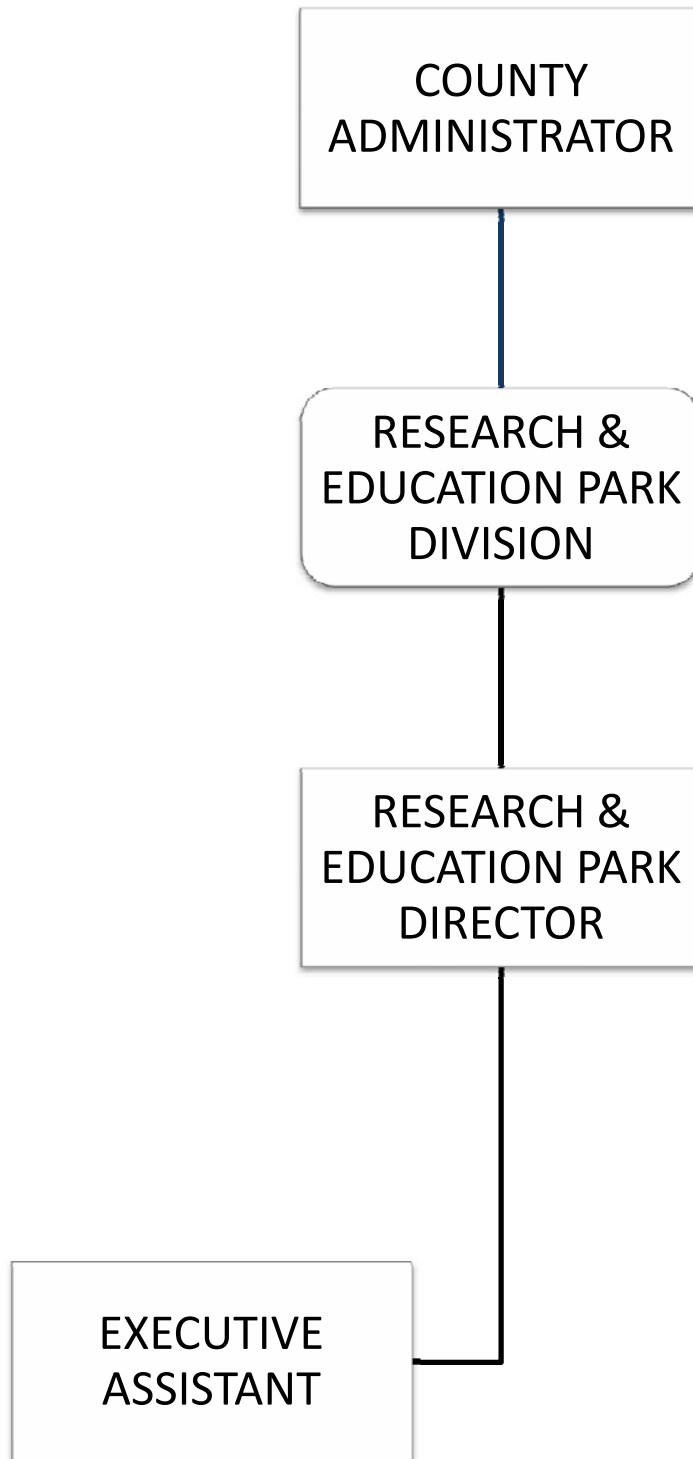 COUNTY
ADMINISTRATOR
RESEARCH &
EDUCATION PARK
DIVISION
RESEARCH &
EDUCATION PARK
DIRECTOR
EXECUTIVE
ASSISTANT